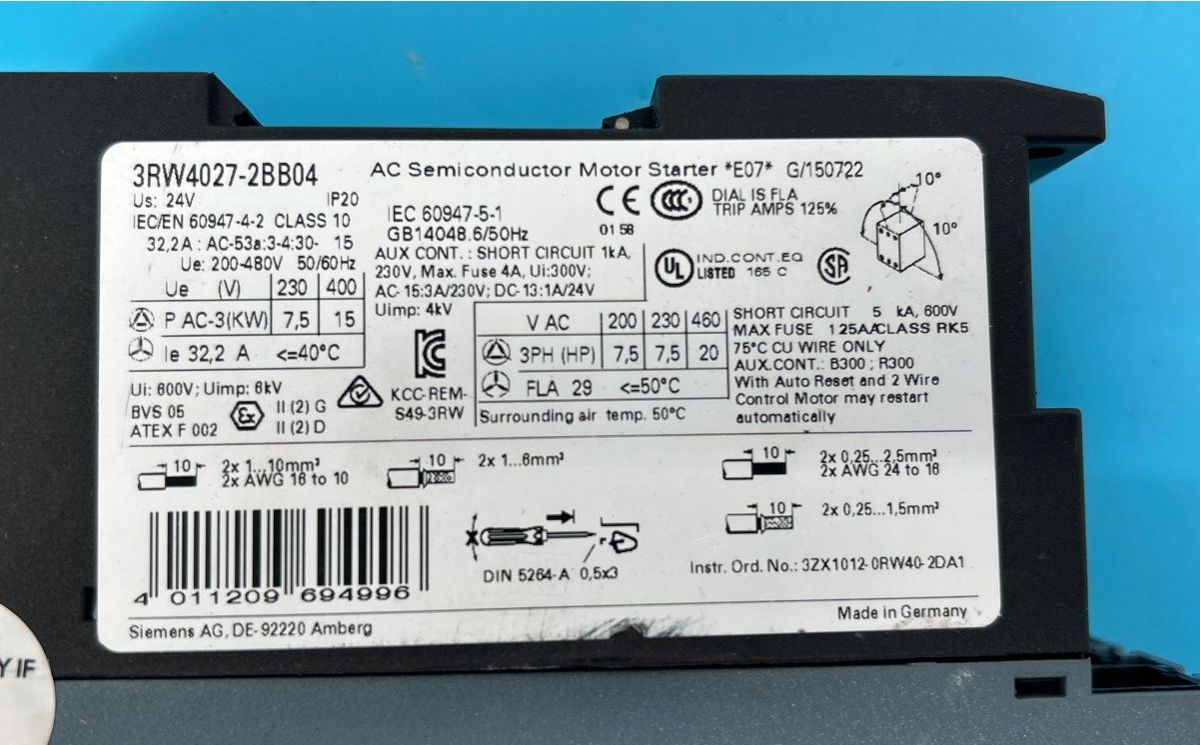 3RW4027-2BB04
AC Semiconductor Motor Starter *E07* G/150722
Us: 24V IP20
IEC/EN 60947-4-2 CLASS 10
32,2A : AC-53a:3-4:30- 15
Ue: 200-480V 50/60Hz
Ue (V) 230 400
P AC-3(KW) 7,5 15
Ie 32,2 A <=40°C
Ui: 600V; Uimp: 6kV
BVS 05
ATEX F 002
Ex
II (2) G
II (2) D
IEC 60947-5-1
GB14048.6/50Hz
AUX CONT. : SHORT CIRCUIT 1kA,
230V, Max. Fuse 4A, Ui:300V;
AC-15:3A/230V; DC-13:1A/24V
Uimp: 4kV
KCC-REM-
S49-3RW
CE
0158
CCC
DIAL IS FLA
TRIP AMPS 125%
10°
10°
UL
IND.CONT.EQ
LISTED 165 C
SA
V AC 200 230 460
3PH (HP) 7,5 7,5 20
FLA 29 <=50°C
Surrounding air temp. 50°C
SHORT CIRCUIT 5 kA, 600V
MAX FUSE 125AA/CLASS RK5
75°C CU WIRE ONLY
AUX.CONT.: B300 ; R300
With Auto Reset and 2 Wire
Control Motor may restart
automatically
10
2x 1...10mm²
2x AWG 16 to 10
10
2x 1...6mm²
10
2x 0,25...2,5mm²
2x AWG 24 to 16
10
2x 0,25...1,5mm²
DIN 5264-A 0,5x3
Instr. Ord. No.: 3ZX1012-0RW40-2DA1
4 011209 694996
Made in Germany
Siemens AG, DE-92220 Amberg
Y IF